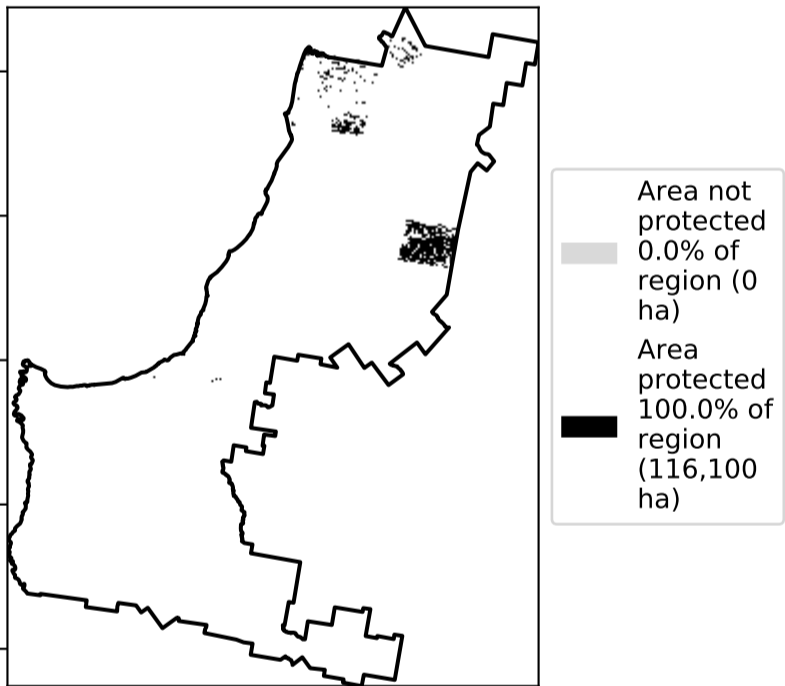 Area not
protected
0.0% of
region (0
ha)
Area
protected
100.0% of
region
(116,100
ha)